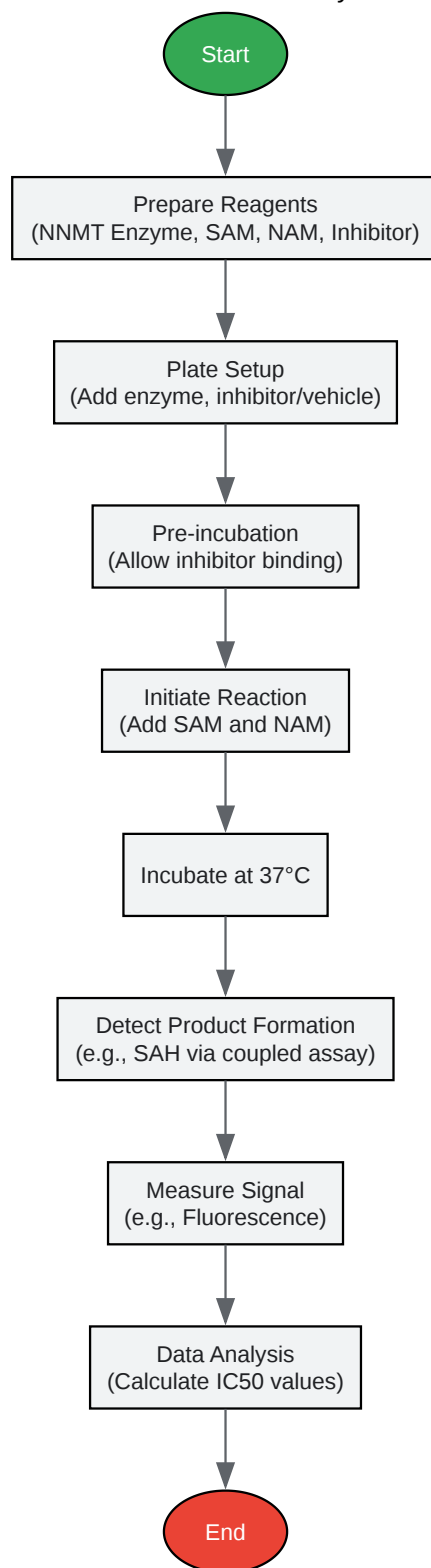 Start
Prepare Reagents
(NNMT Enzyme, SAM, NAM, Inhibitor)
Plate Setup
(Add enzyme, inhibitor/vehicle)
Pre-incubation
(Allow inhibitor binding)
Initiate Reaction
(Add SAM and NAM)
Incubate at 37°C
Detect Product Formation
(e.g., SAH via coupled assay)
Measure Signal
(e.g., Fluorescence)
Data Analysis
(Calculate IC50 values)
End